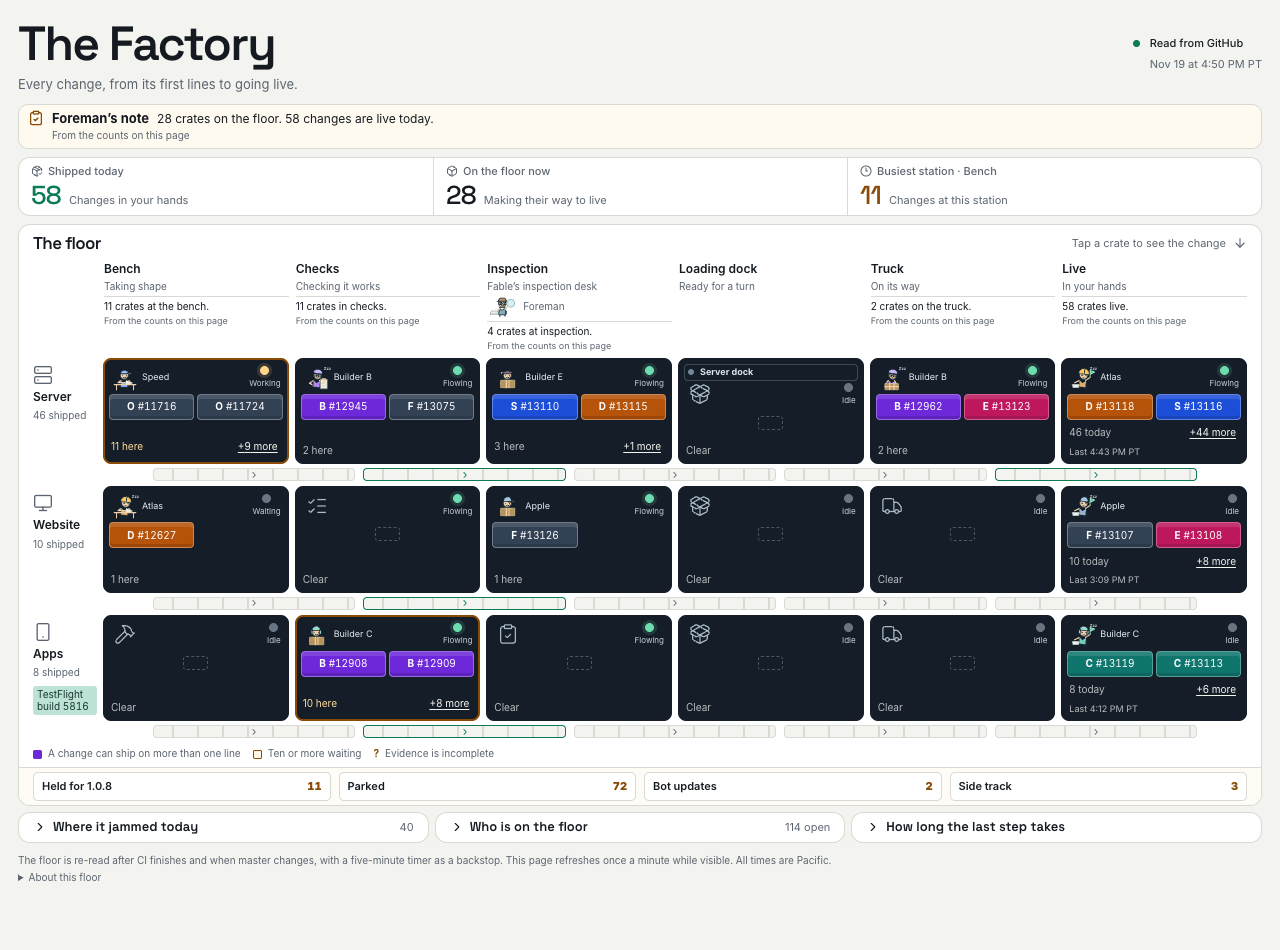 The Factory
Every change, from its first lines to going live.
Read from GitHub
Nov 19 at 4:50 PM PT
Foreman's note 28 crates on the floor. 58 changes are live today.
From the counts on this page
Shipped today
58 Changes in your hands
On the floor now
28 Making their way to live
Busiest station · Bench
11 Changes at this station
The floor
Tap a crate to see the change ↓
Bench
Taking shape
11 crates at the bench.
From the counts on this page
Checks
Checking it works
11 crates in checks.
From the counts on this page
Inspection
Fable's inspection desk
Foreman
4 crates at inspection.
From the counts on this page
Loading dock
Ready for a turn
Truck
On its way
2 crates on the truck.
From the counts on this page
Live
In your hands
58 crates live.
From the counts on this page
Server
46 shipped
Speed
Working
O #11716 O #11724
11 here +9 more
Builder B
Flowing
B #12945 F #13075
2 here
Builder E
Flowing
S #13110 D #13115
3 here +1 more
Server dock
Idle
Clear
Builder B
Flowing
B #12962 E #13123
2 here
Atlas
Flowing
D #13118 S #13116
46 today +44 more
Last 4:43 PM PT
Website
10 shipped
Atlas
Waiting
D #12627
1 here
Flowing
Clear
Apple
Flowing
F #13126
1 here
Idle
Clear
Idle
Clear
Apple
Idle
F #13107 E #13108
10 today +8 more
Last 3:09 PM PT
Apps
8 shipped
TestFlight
build 5816
Idle
Clear
Builder C
Flowing
B #12908 B #12909
10 here +8 more
Flowing
Clear
Idle
Clear
Idle
Clear
Builder C
Idle
C #13119 C #13113
8 today +6 more
Last 4:12 PM PT
A change can ship on more than one line Ten or more waiting ? Evidence is incomplete
Held for 1.0.8 11
Parked 72
Bot updates 2
Side track 3
Where it jammed today 40
Who is on the floor 114 open
How long the last step takes
The floor is re-read after CI finishes and when master changes, with a five-minute timer as a backstop. This page refreshes once a minute while visible. All times are Pacific.
About this floor